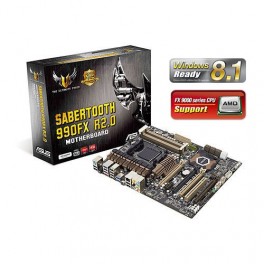 SABERTOOTH
990FX R2.0
MOTHERBOARD
ASUS
Windows 8.1
Ready
FX 9000 series CPU
Support
AMD